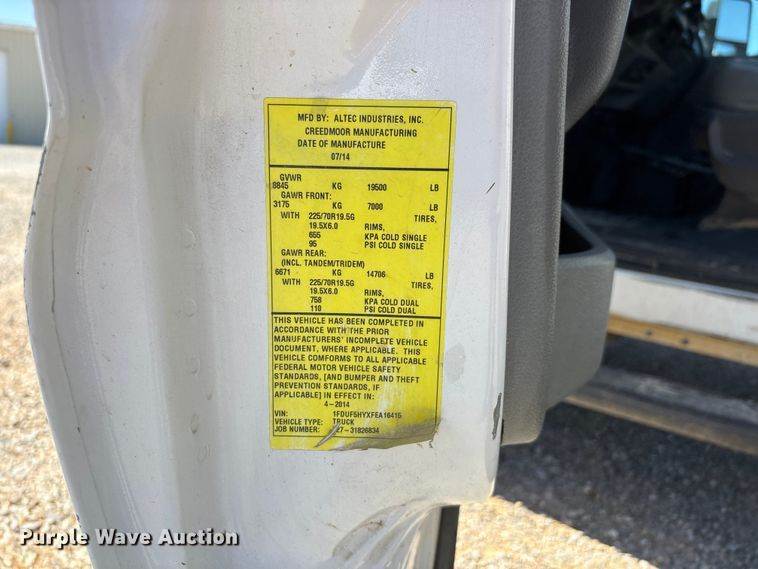 MFD BY: ALTEC INDUSTRIES, INC.
CREEDMOOR MANUFACTURING
DATE OF MANUFACTURE
07/14
GVWR
8845 KG 19500 LB
GAWR FRONT:
3175 KG 7000 LB
WITH 225/70R19.5G TIRES,
19.5X6.0 RIMS,
655 KPA COLD SINGLE
95 PSI COLD SINGLE
GAWR REAR:
(INCL. TANDEM/TRIDEM)
6671 KG 14706 LB
WITH 225/70R19.5G TIRES,
19.5X6.0 RIMS,
758 KPA COLD DUAL
110 PSI COLD DUAL
THIS VEHICLE HAS BEEN COMPLETED IN
ACCORDANCE WITH THE PRIOR
MANUFACTURERS' INCOMPLETE VEHICLE
DOCUMENT, WHERE APPLICABLE. THIS
VEHICLE CONFORMS TO ALL APPLICABLE
FEDERAL MOTOR VEHICLE SAFETY
STANDARDS, [AND BUMPER AND THEFT
PREVENTION STANDARDS, IF
APPLICABLE] IN EFFECT IN:
4-2014
VIN: 1FDUF5HYXFEA16415
VEHICLE TYPE: TRUCK
JOB NUMBER: 27-31826834
Purple Wave Auction